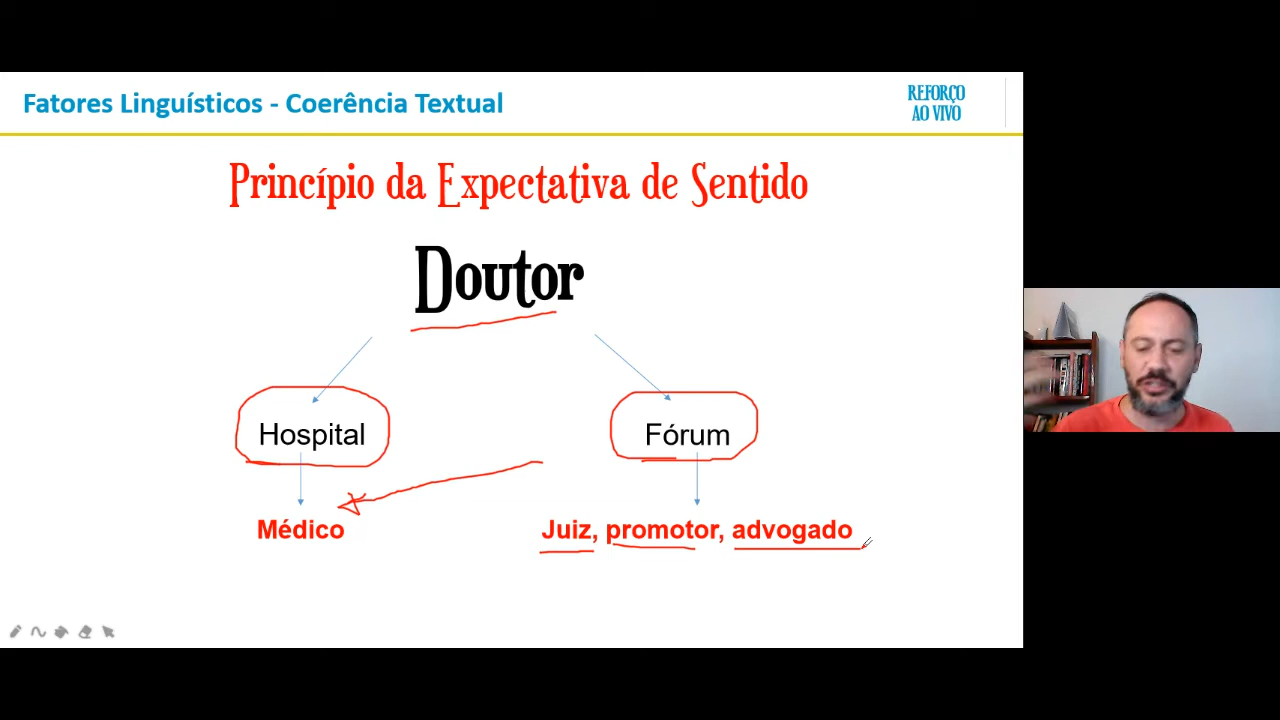 Fatores Linguísticos - Coerência Textual
REFORÇO
AO VIVO
Princípio da Expectativa de Sentido
Doutor
Hospital
Fórum
Médico
Juiz, promotor, advogado